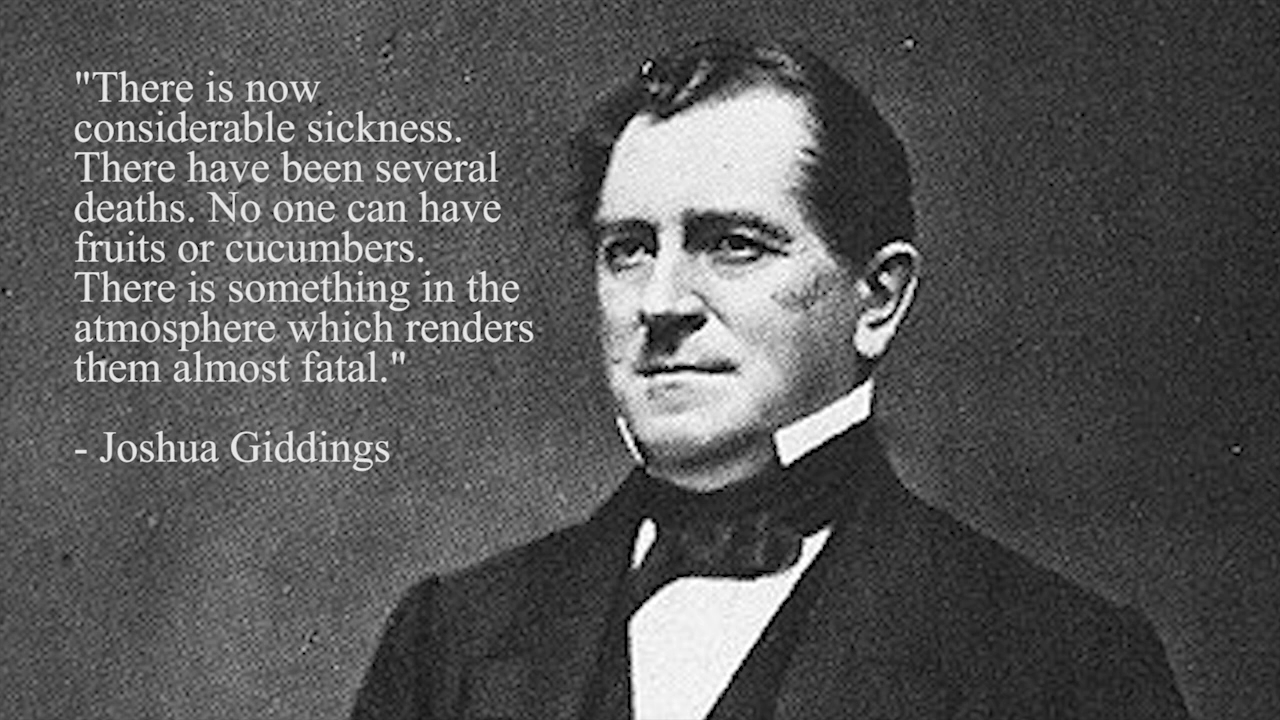 "There is now
considerable sickness.
There have been several
deaths. No one can have
fruits or cucumbers.
There is something in the
atmosphere which renders
them almost fatal."
- Joshua Giddings